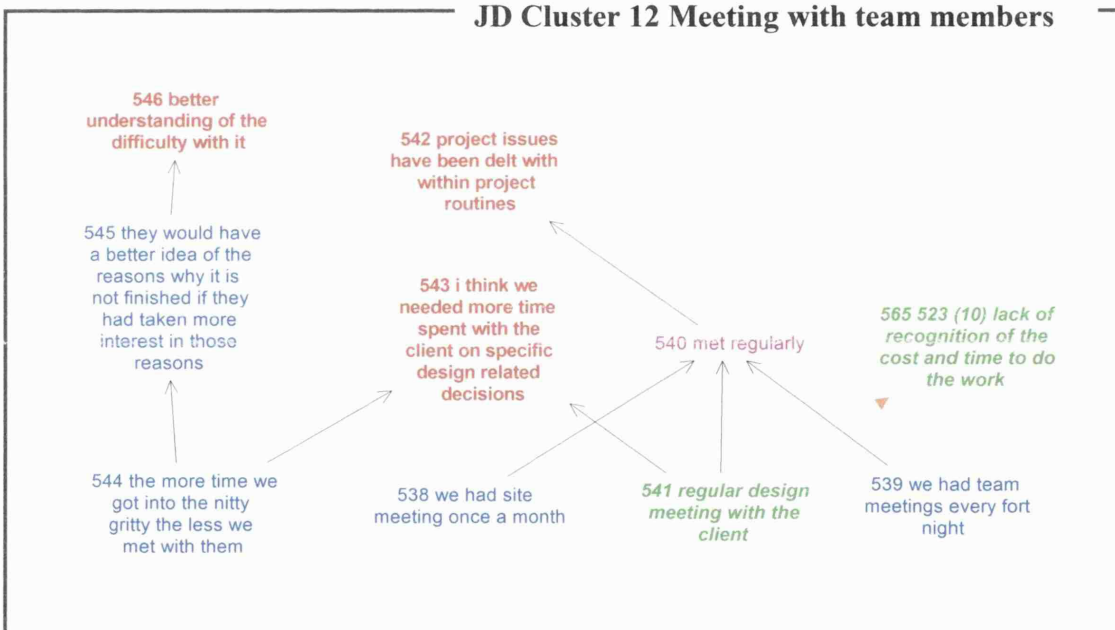 JD Cluster 12 Meeting with team members
546 better
understanding of the
difficulty with it
542 project issues
have been delt with
within project
routines
545 they would have
a better idea of the
reasons why it is
not finished if they
had taken more
interest in those
reasons
543 i think we
needed more time
spent with the
client on specific
design related
decisions
540 met regularly
565 523 (10) lack of
recognition of the
cost and time to do
the work
544 the more time we
got into the nitty
gritty the less we
met with them
538 we had site
meeting once a month
541 regular design
meeting with the
client
539 we had team
meetings every fort
night